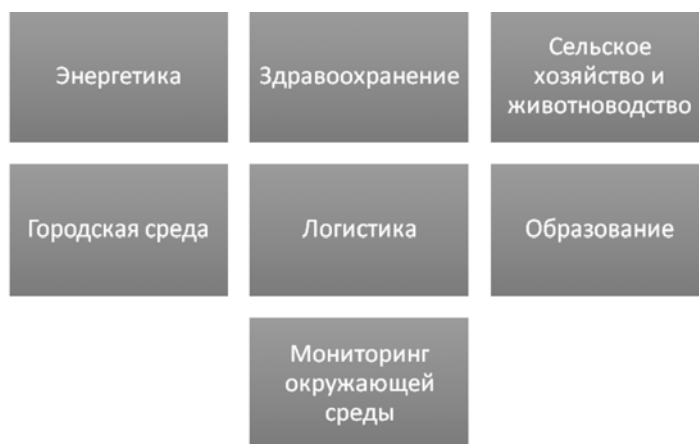 Энергетика
Здравоохранение
Сельское
хозяйство и
животноводство
Городская среда
Логистика
Образование
Мониторинг
окружающей
среды